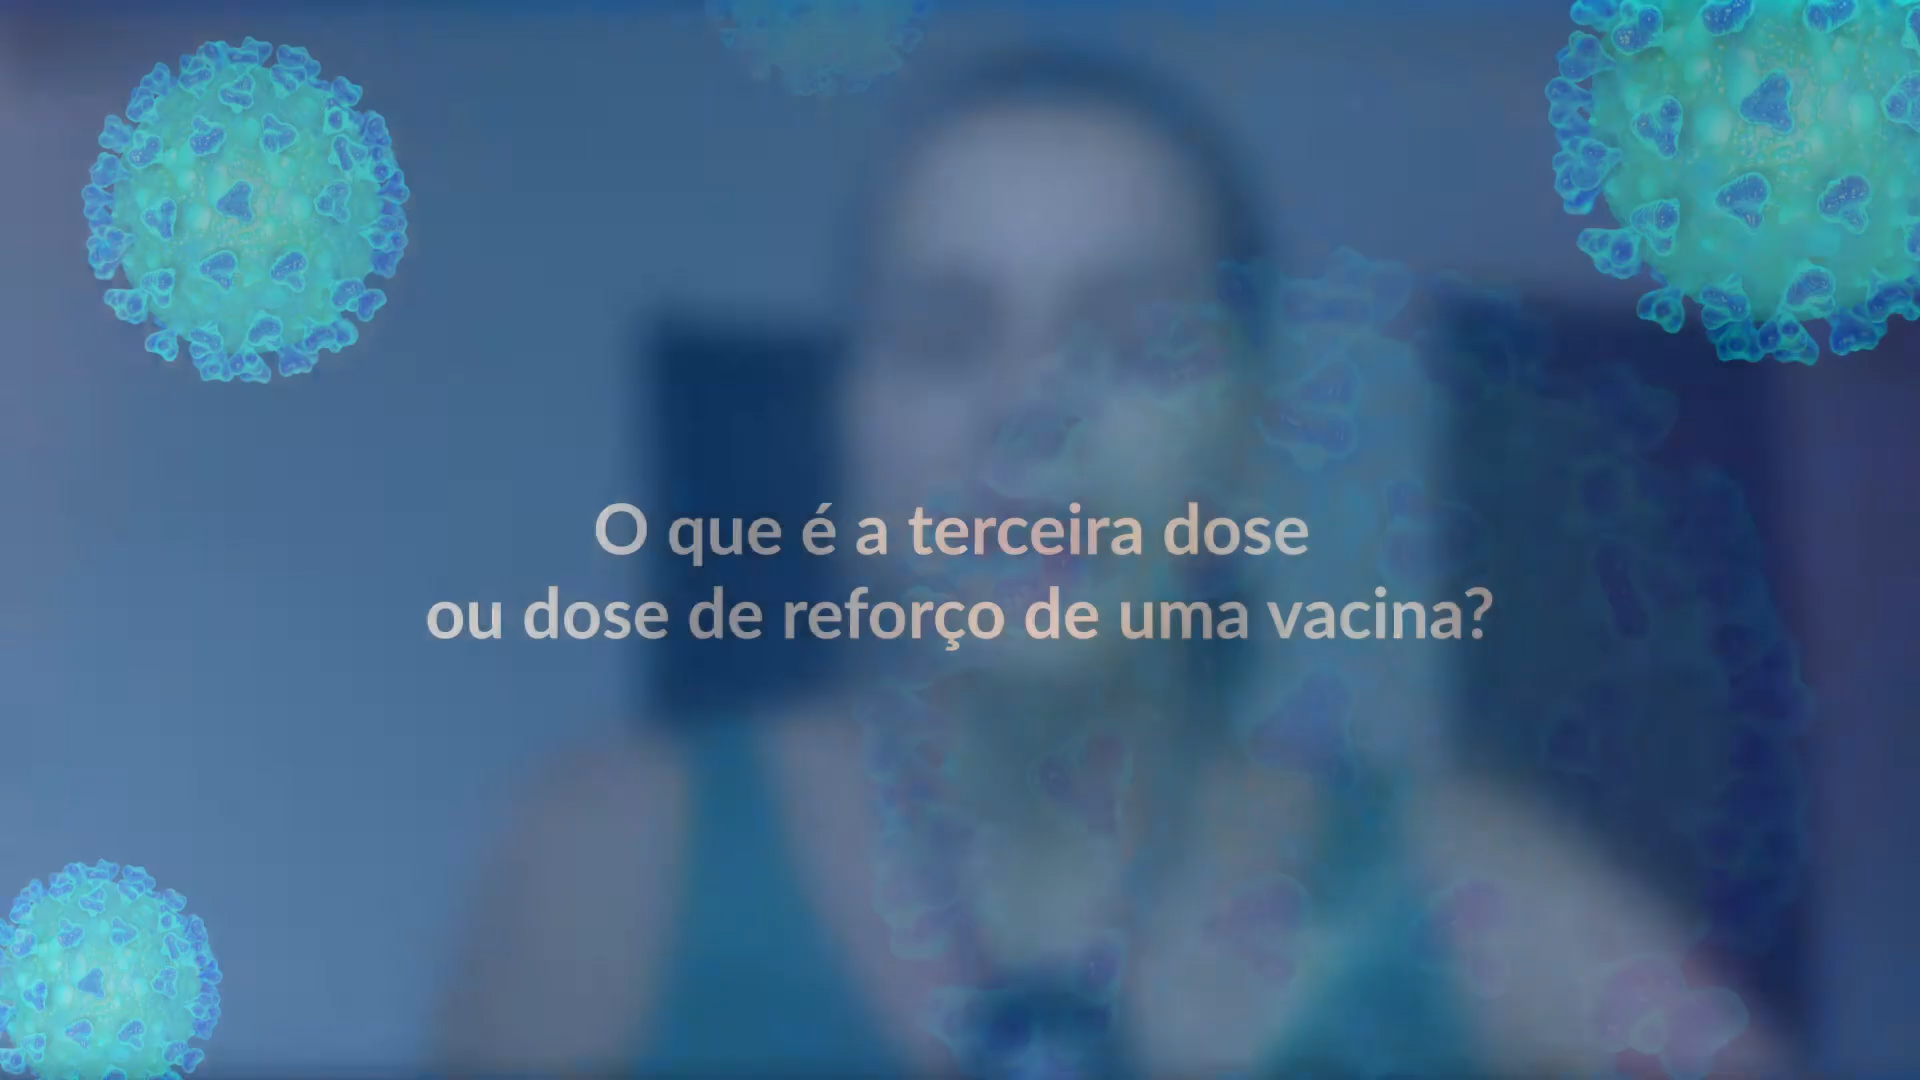 O que é a terceira dose
ou dose de reforço de uma vacina?